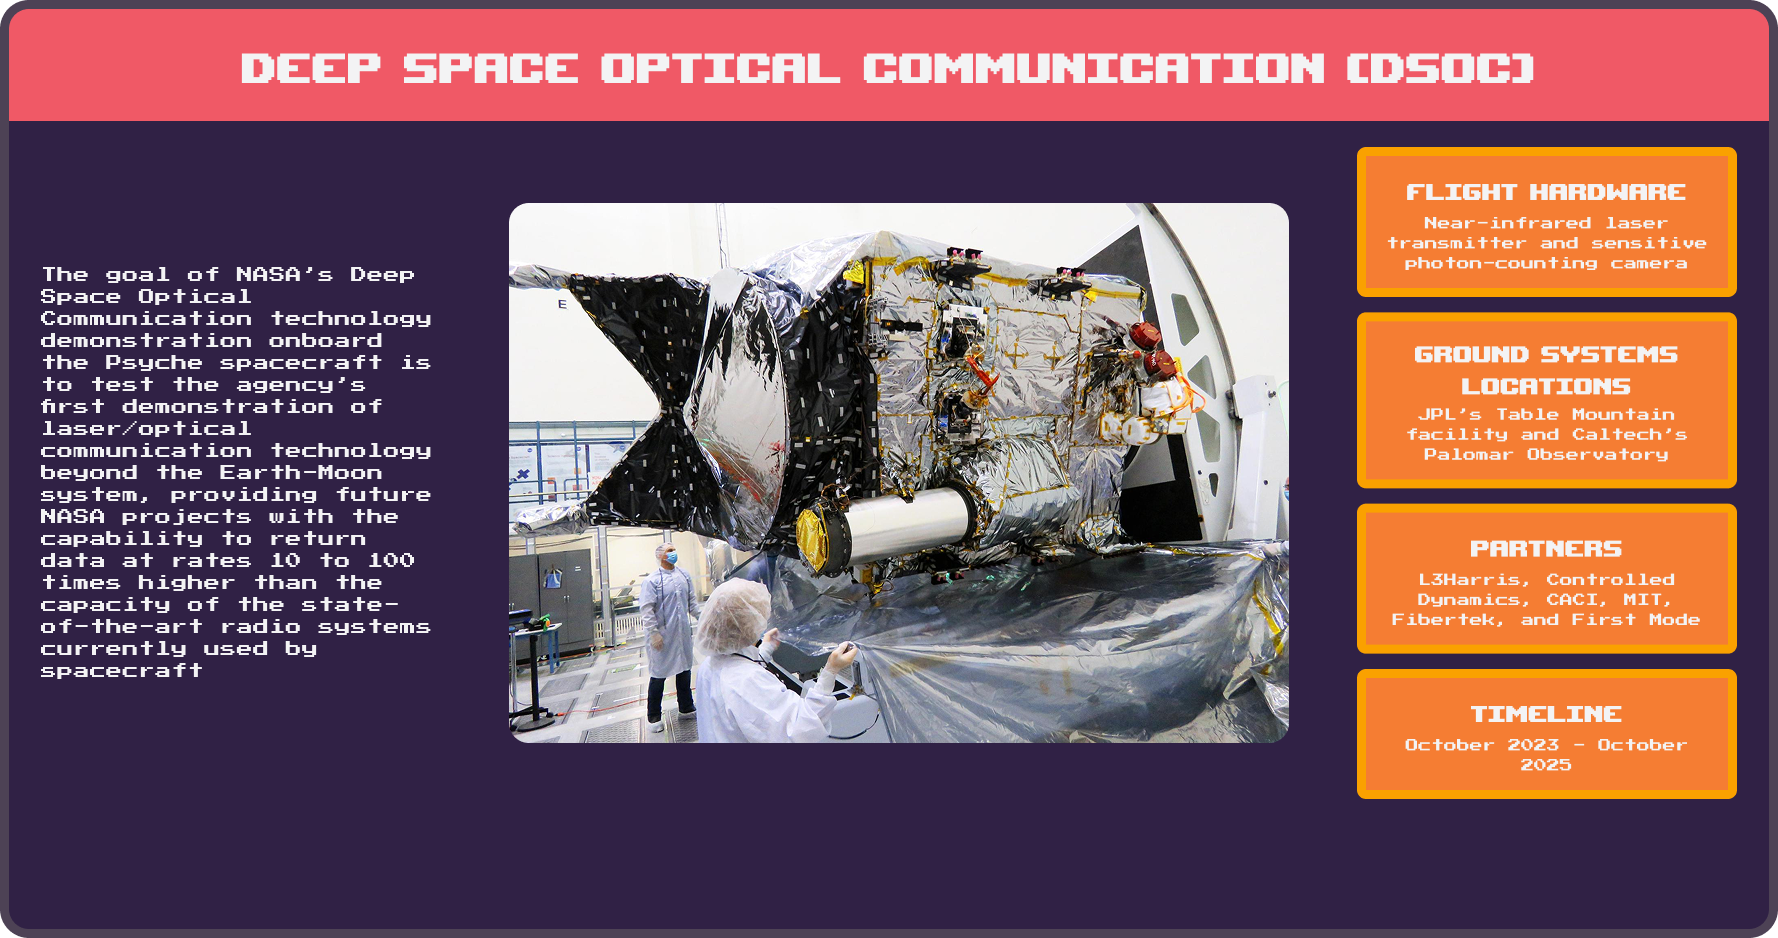 DEEP SPACE OPTICAL COMMUNICATION (DSOC)
The goal of NASA's Deep
Space Optical
Communication technology
demonstration onboard
the Psyche spacecraft is
to test the agency's
first demonstration of
laser/optical
communication technology
beyond the Earth-Moon
system, providing future
NASA projects with the
capability to return
data at rates 10 to 100
times higher than the
capacity of the state-
of-the-art radio systems
currently used by
spacecraft
E
FLIGHT HARDWARE
Near-infrared laser
transmitter and sensitive
photon-counting camera
GROUND SYSTEMS
LOCATIONS
JPL's Table Mountain
facility and Caltech's
Palomar Observatory
PARTNERS
L3Harris, Controlled
Dynamics, CACI, MIT,
Fibertek, and First Mode
TIMELINE
October 2023 - October
2025